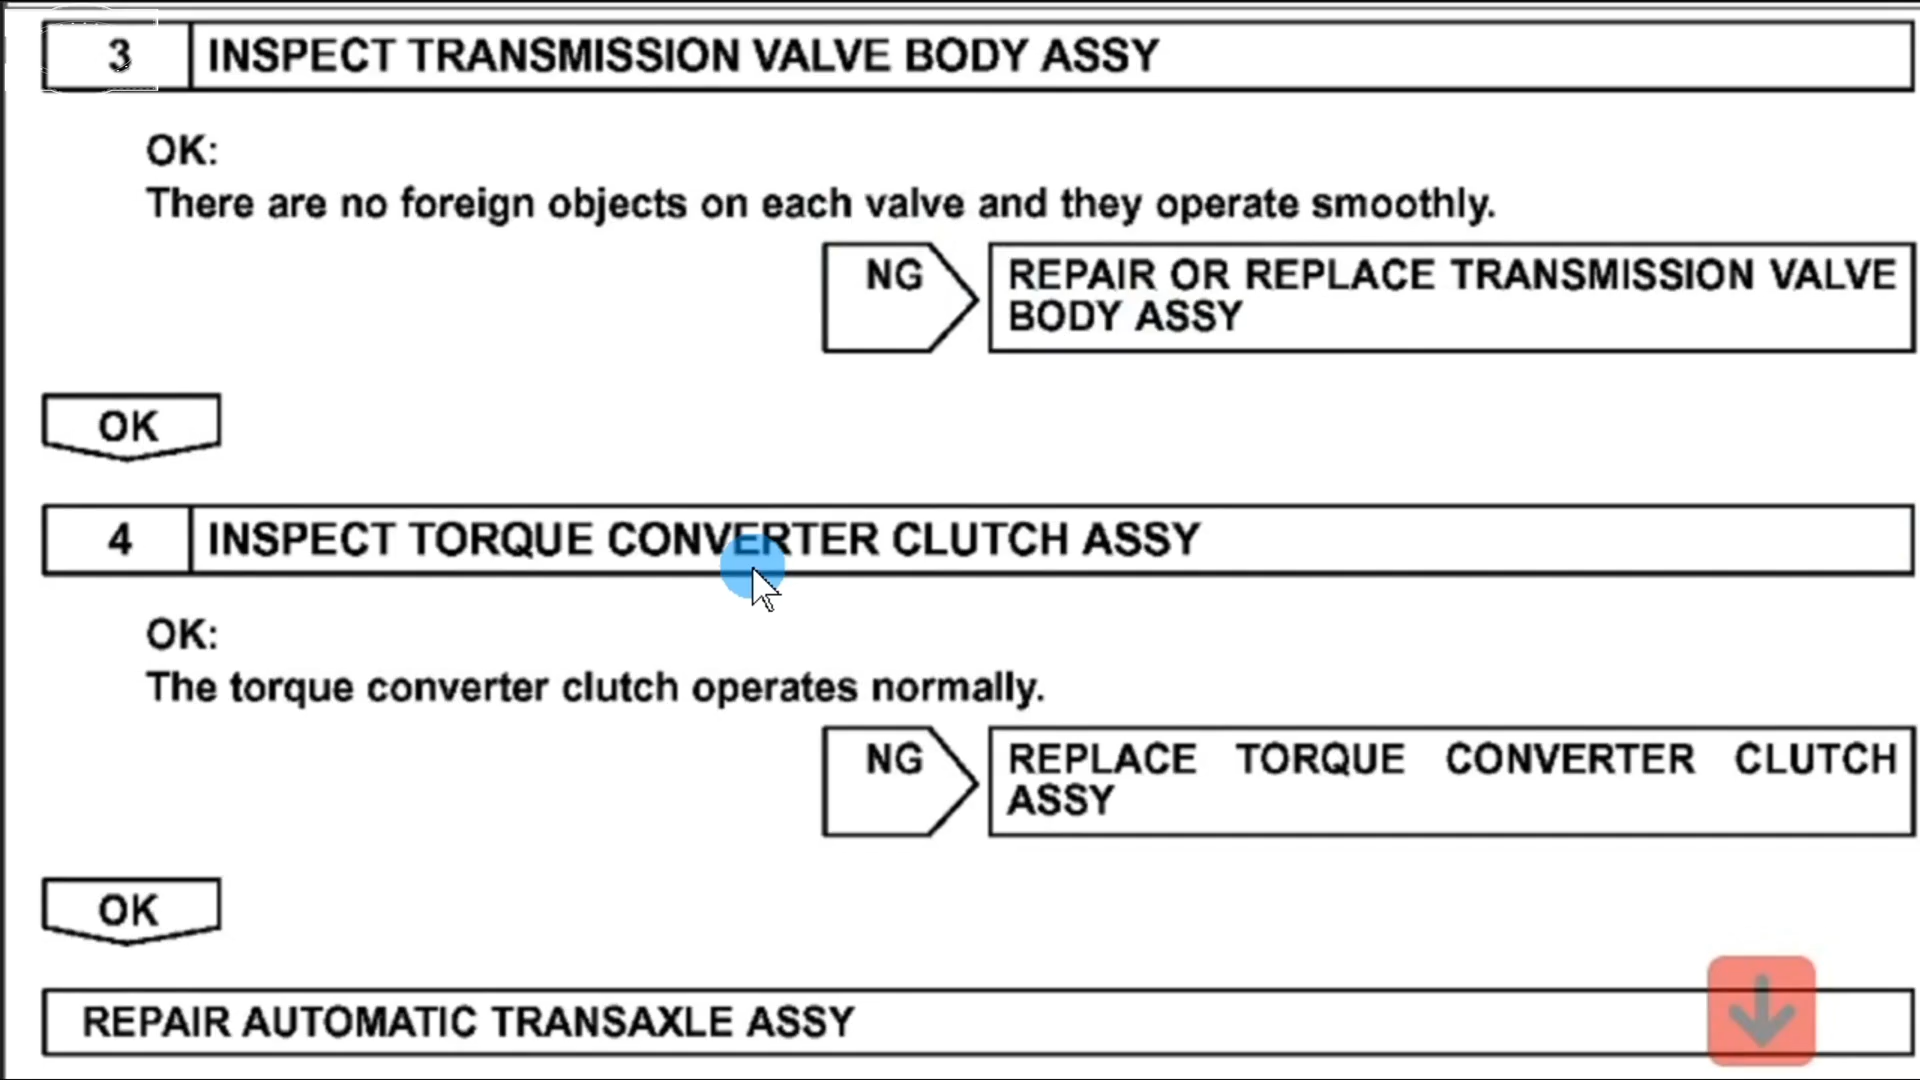 3 INSPECT TRANSMISSION VALVE BODY ASSY
OK:
There are no foreign objects on each valve and they operate smoothly.
NG REPAIR OR REPLACE TRANSMISSION VALVE
BODY ASSY
OK
4 INSPECT TORQUE CONVERTER CLUTCH ASSY
OK:
The torque converter clutch operates normally.
NG REPLACE TORQUE CONVERTER CLUTCH
ASSY
OK
REPAIR AUTOMATIC TRANSAXLE ASSY